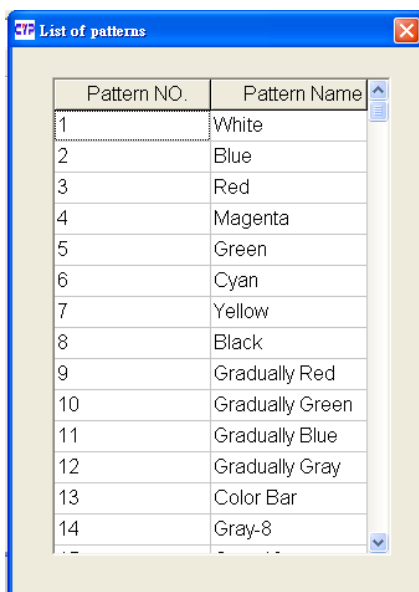 CYP List of patterns
Pattern NO. Pattern Name
1 White
2 Blue
3 Red
4 Magenta
5 Green
6 Cyan
7 Yellow
8 Black
9 Gradually Red
10 Gradually Green
11 Gradually Blue
12 Gradually Gray
13 Color Bar
14 Gray-8